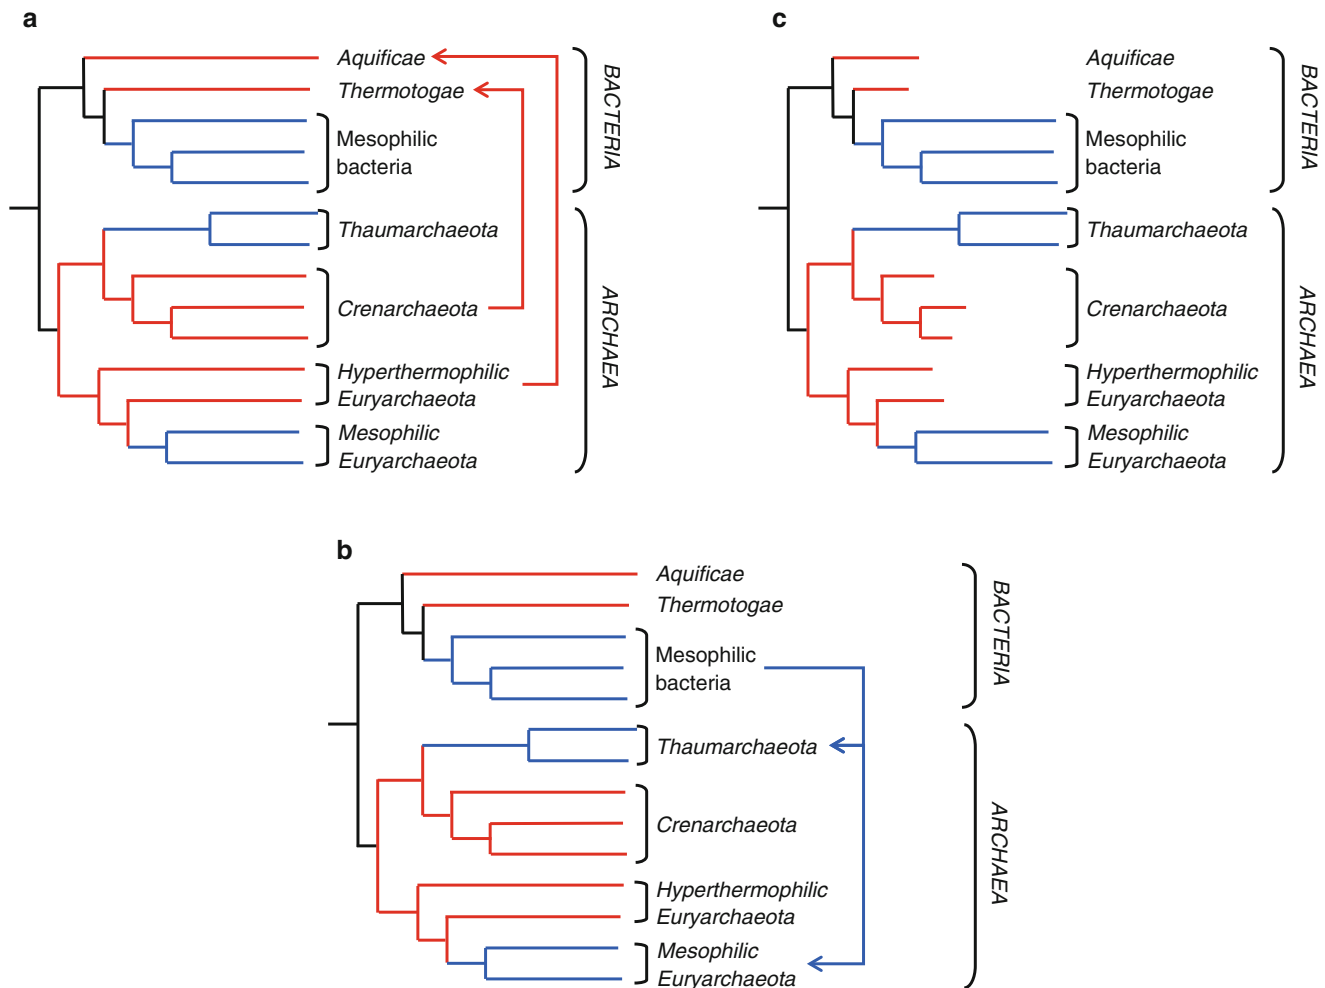 a
Aquificae
Thermotogae
Mesophilic
bacteria
BACTERIA
Thaumarchaeota
Crenarchaeota
Hyperthermophilic
Euryarchaeota
Mesophilic
Euryarchaeota
ARCHAEA
c
Aquificae
Thermotogae
Mesophilic
bacteria
BACTERIA
Thaumarchaeota
Crenarchaeota
Hyperthermophilic
Euryarchaeota
Mesophilic
Euryarchaeota
ARCHAEA
b
Aquificae
Thermotogae
Mesophilic
bacteria
BACTERIA
Thaumarchaeota
Crenarchaeota
Hyperthermophilic
Euryarchaeota
Mesophilic
Euryarchaeota
ARCHAEA